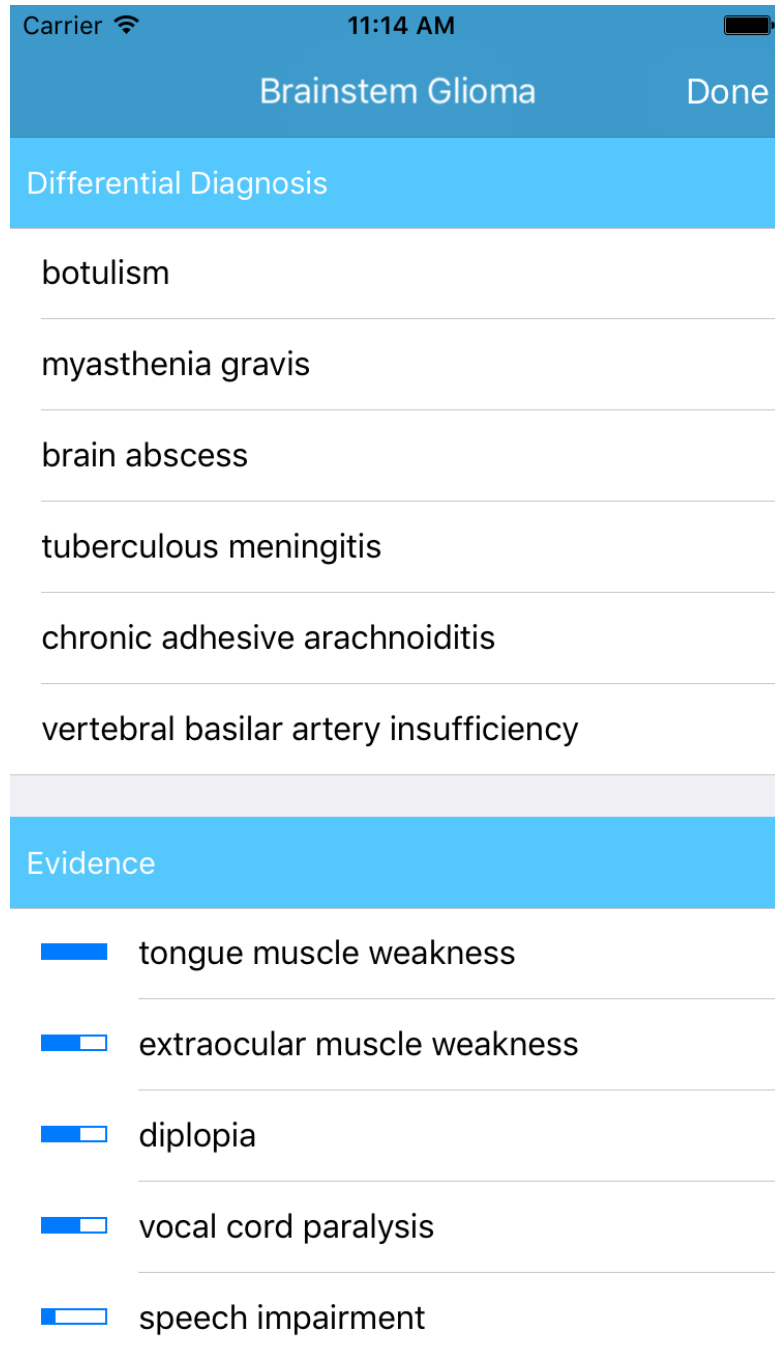 Carrier 11:14 AM
Brainstem Glioma Done
Differential Diagnosis
botulism
myasthenia gravis
brain abscess
tuberculous meningitis
chronic adhesive arachnoiditis
vertebral basilar artery insufficiency
Evidence
tongue muscle weakness
extraocular muscle weakness
diplopia
vocal cord paralysis
speech impairment